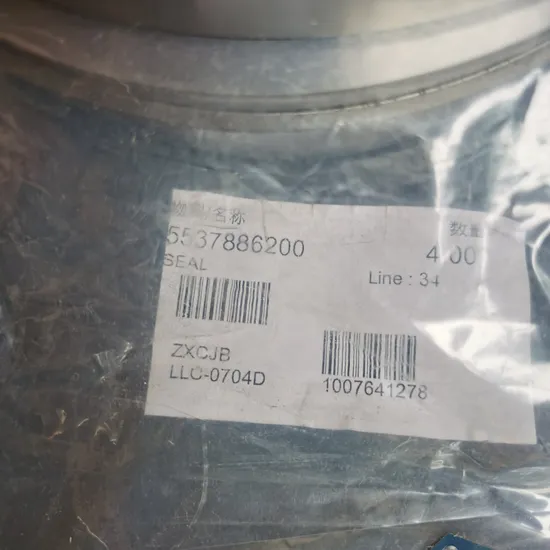 名称
数量
5537886200
4.00
SEAL
Line : 34
ZXCJB
LLC-0704D
1007641278